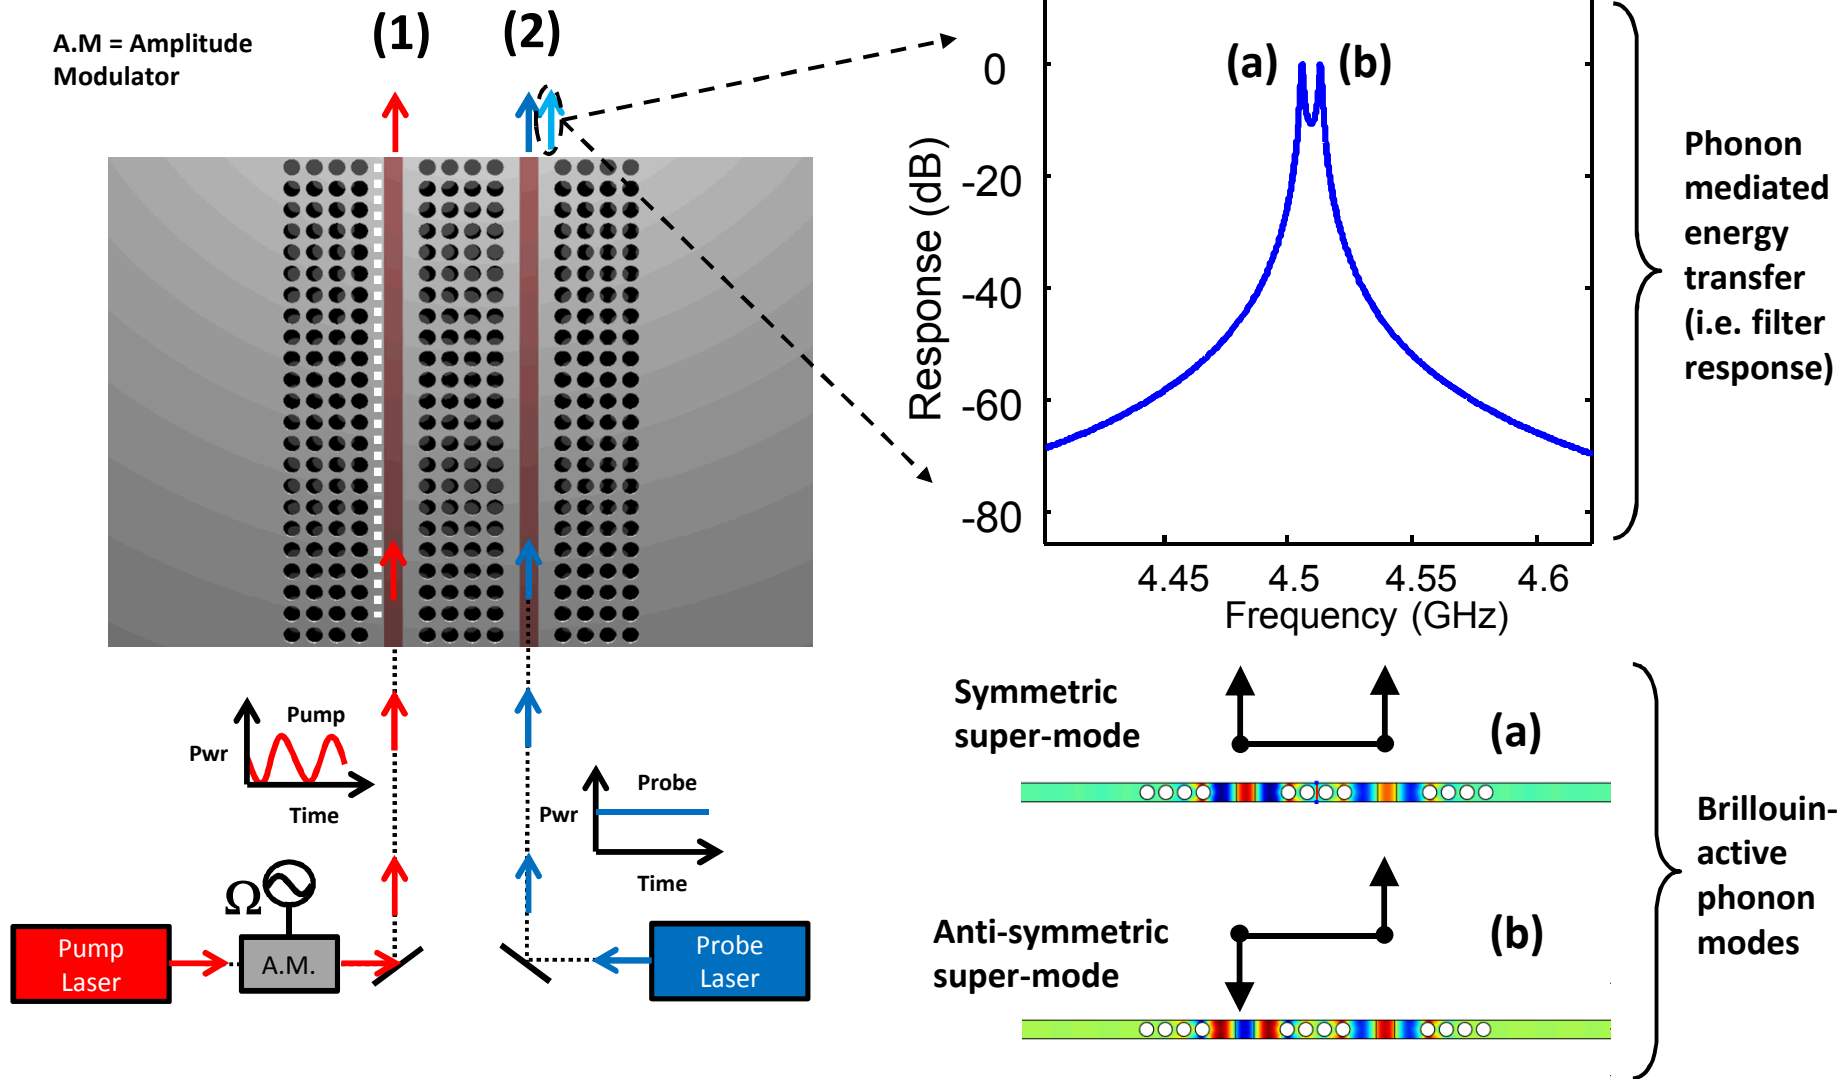 A.M = Amplitude
Modulator
(1)
(2)
Pump
Pwr
Time
Probe
Pwr
Time
Ω
Pump
Laser
A.M.
Probe
Laser
(a)
(b)
0
-20
-40
-60
-80
Response (dB)
4.45
4.5
4.55
4.6
Frequency (GHz)
Phonon
mediated
energy
transfer
(i.e. filter
response)
Symmetric
super-mode
(a)
Anti-symmetric
super-mode
(b)
Brillouin-
active
phonon
modes